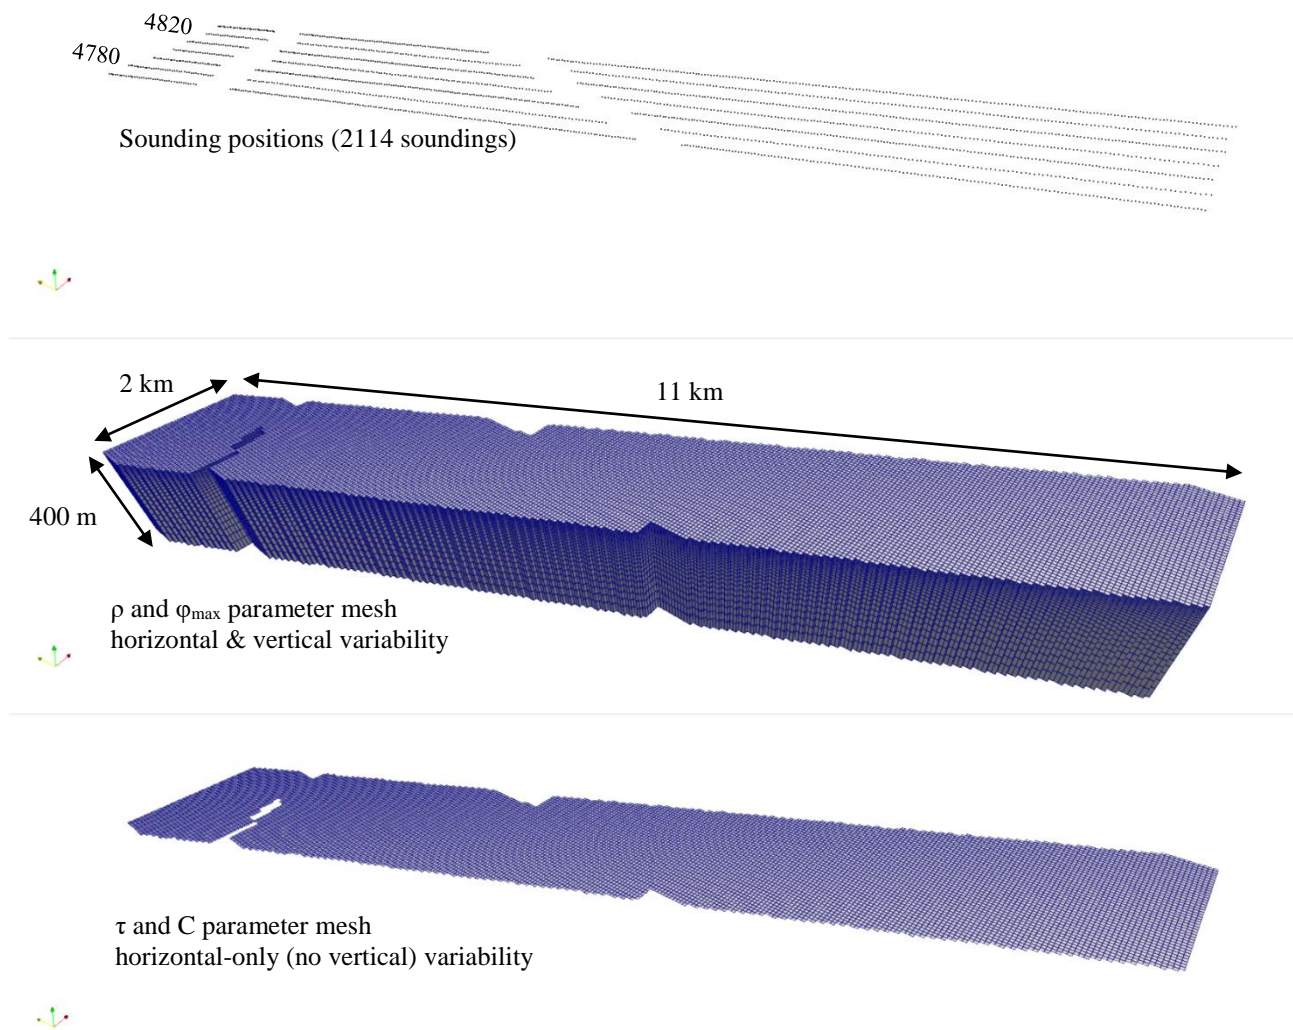 4820
4780
Sounding positions (2114 soundings)
2 km
11 km
400 m
ρ and φmax parameter mesh
horizontal & vertical variability
τ and C parameter mesh
horizontal-only (no vertical) variability